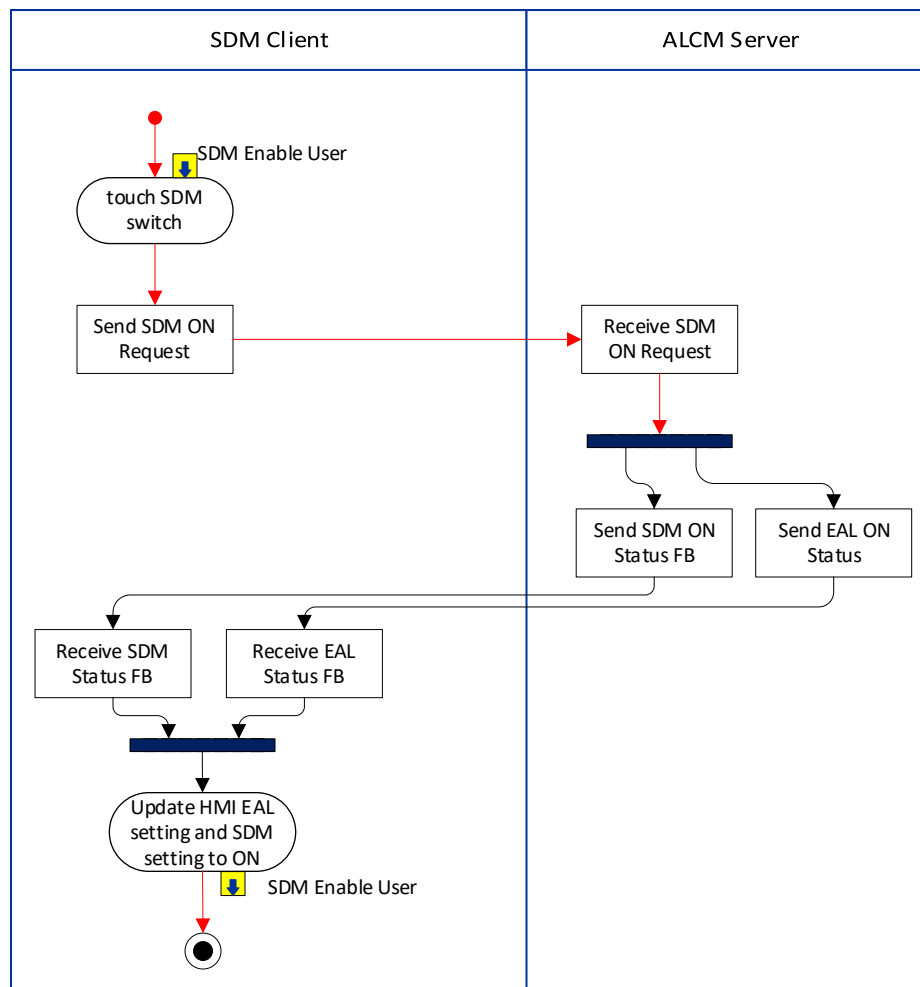 SDM Client
ALCM Server
SDM Enable User
touch SDM
switch
Send SDM ON
Request
Receive SDM
ON Request
Send SDM ON
Status FB
Send EAL ON
Status
Receive SDM
Status FB
Receive EAL
Status FB
Update HMI EAL
setting and SDM
setting to ON
SDM Enable User